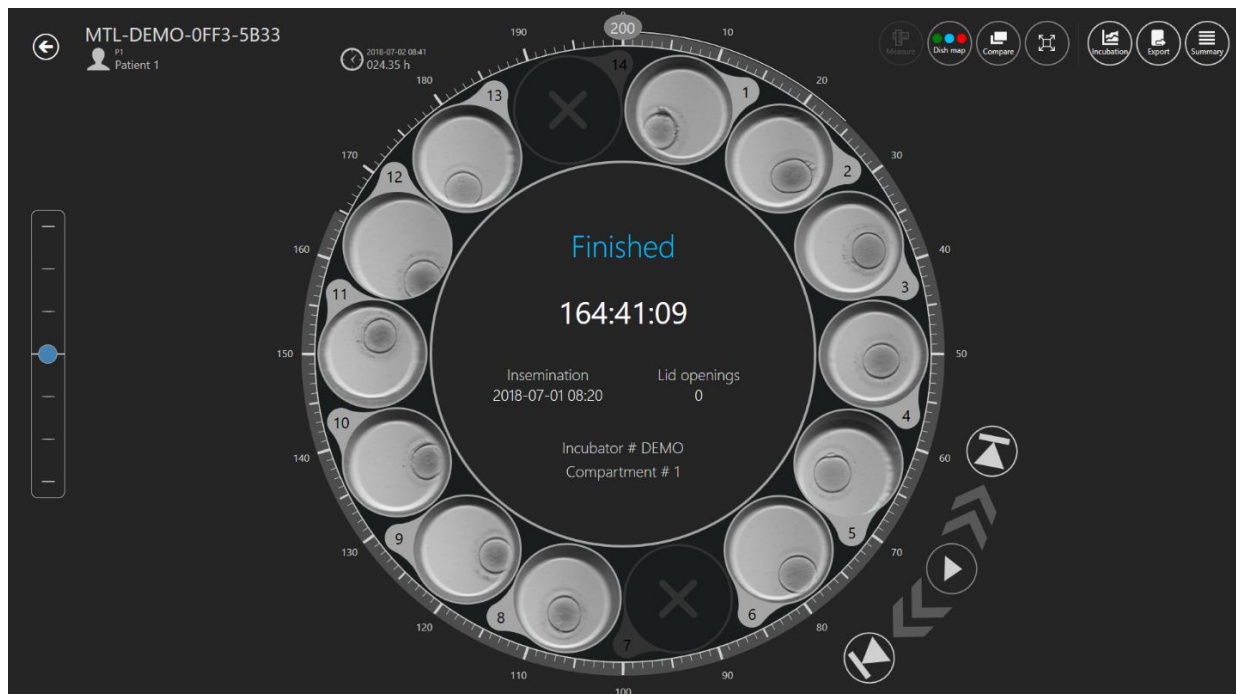 MTL-DEMO-0FF3-5B33
P1
Patient 1
2018-07-02 08:41
024.35 h
Measure
Dish map
Compare
Incubation
Export
Summary
200
10
20
30
40
50
60
70
80
90
100
110
120
130
140
150
160
170
180
190
1
2
3
4
5
6
7
8
9
10
11
12
13
14
Finished
164:41:09
Insemination
2018-07-01 08:20
Lid openings
0
Incubator # DEMO
Compartment # 1